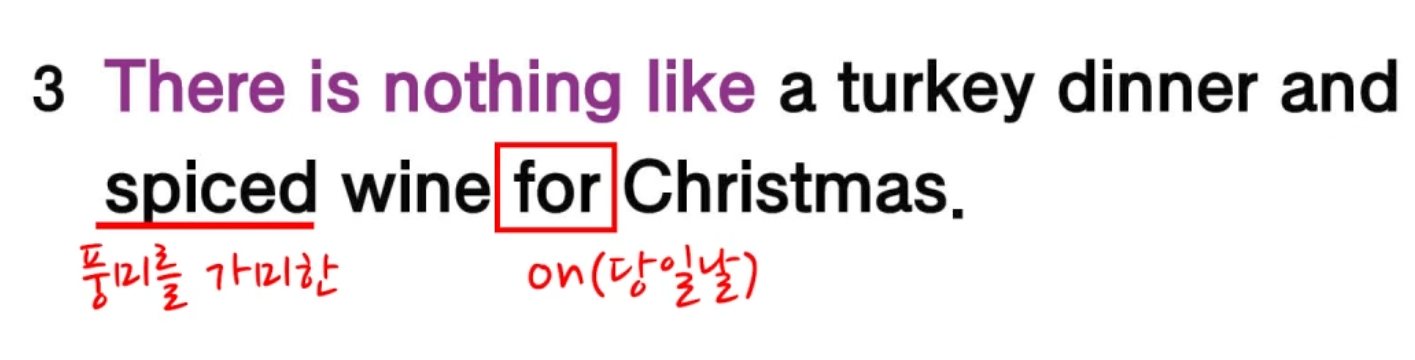 3 There is nothing like a turkey dinner and
spiced wine for Christmas.
풍미를 가미한 on(당일날)